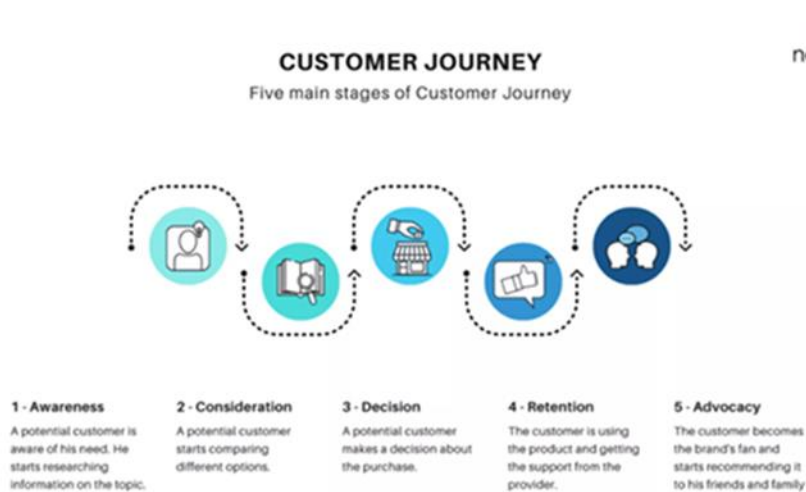 CUSTOMER JOURNEY
Five main stages of Customer Journey
1 - Awareness
A potential customer is
aware of his need. He
starts researching
information on the topic.
2 - Consideration
A potential customer
starts comparing
different options.
3 - Decision
A potential customer
makes a decision about
the purchase.
4 - Retention
The customer is using
the product and getting
the support from the
provider.
5 - Advocacy
The customer becomes
the brand's fan and
starts recommending it
to his friends and family